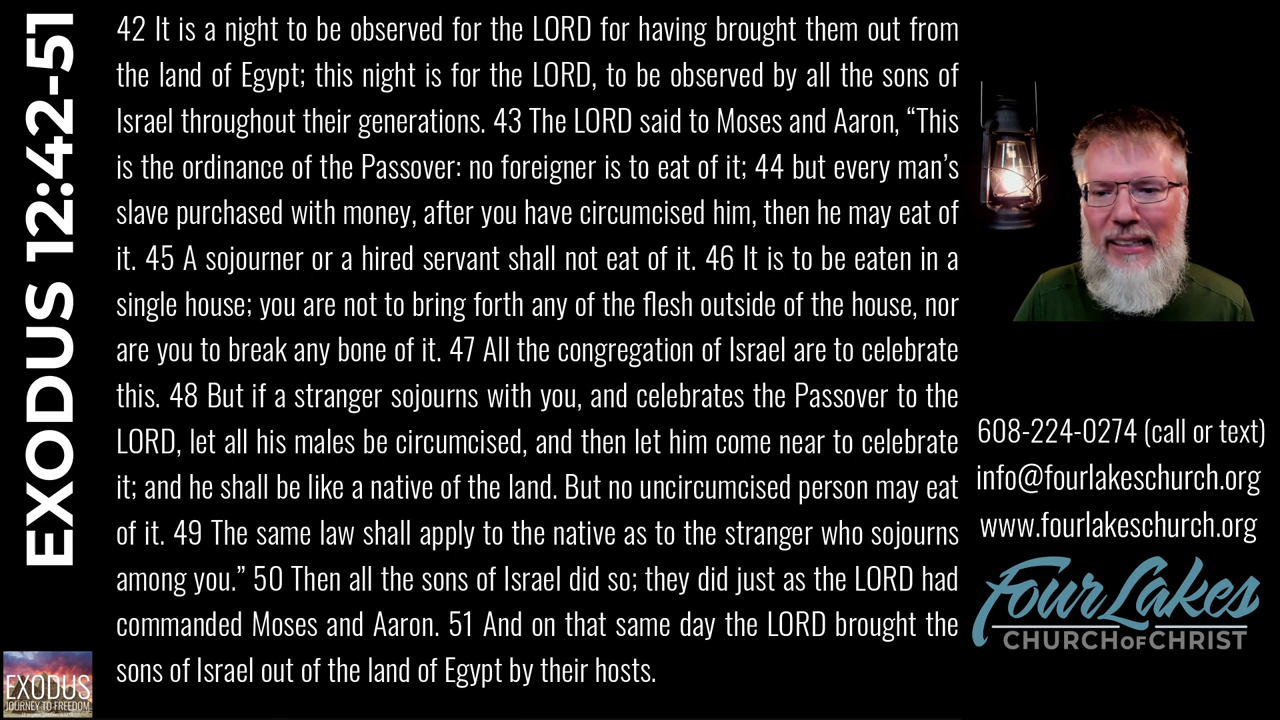 EXODUS 12:42-51
42 It is a night to be observed for the LORD for having brought them out from
the land of Egypt; this night is for the LORD, to be observed by all the sons of
Israel throughout their generations. 43 The LORD said to Moses and Aaron, “This
is the ordinance of the Passover: no foreigner is to eat of it; 44 but every man’s
slave purchased with money, after you have circumcised him, then he may eat of
it. 45 A sojourner or a hired servant shall not eat of it. 46 It is to be eaten in a
single house; you are not to bring forth any of the flesh outside of the house, nor
are you to break any bone of it. 47 All the congregation of Israel are to celebrate
this. 48 But if a stranger sojourns with you, and celebrates the Passover to the
LORD, let all his males be circumcised, and then let him come near to celebrate
it; and he shall be like a native of the land. But no uncircumcised person may eat
of it. 49 The same law shall apply to the native as to the stranger who sojourns
among you.” 50 Then all the sons of Israel did so; they did just as the LORD had
commanded Moses and Aaron. 51 And on that same day the LORD brought the
sons of Israel out of the land of Egypt by their hosts.
608-224-0274 (call or text)
info@fourlakeschurch.org
www.fourlakeschurch.org
Four Lakes
CHURCH OF CHRIST
EXODUS
JOURNEY TO FREEDOM